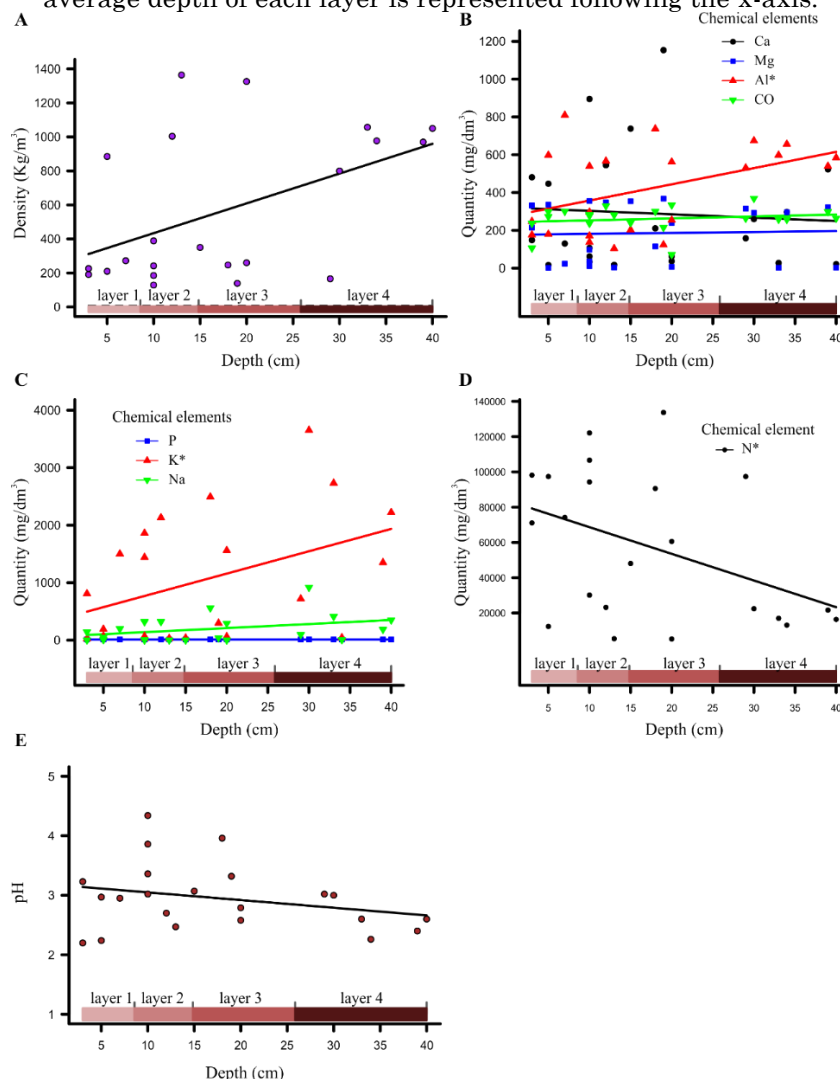 average depth of each layer is represented following the x-axis.
A
1400
1200
1000
800
600
400
200
0
Density (Kg/m³)
layer 1 layer 2 layer 3 layer 4
5 10 15 20 25 30 35 40
Depth (cm)
B
Chemical elements
Ca
Mg
Al*
CO
1200
1000
800
600
400
200
0
Quantity (mg/dm³)
layer 1 layer 2 layer 3 layer 4
5 10 15 20 25 30 35 40
Depth (cm)
C
Chemical elements
P
K*
Na
4000
3000
2000
1000
0
Quantity (mg/dm³)
layer 1 layer 2 layer 3 layer 4
5 10 15 20 25 30 35 40
Depth (cm)
D
Chemical element
N*
140000
120000
100000
80000
60000
40000
20000
Quantity (mg/dm³)
layer 1 layer 2 layer 3 layer 4
5 10 15 20 25 30 35 40
Depth (cm)
E
5
4
3
2
1
pH
layer 1 layer 2 layer 3 layer 4
5 10 15 20 25 30 35 40
Depth (cm)